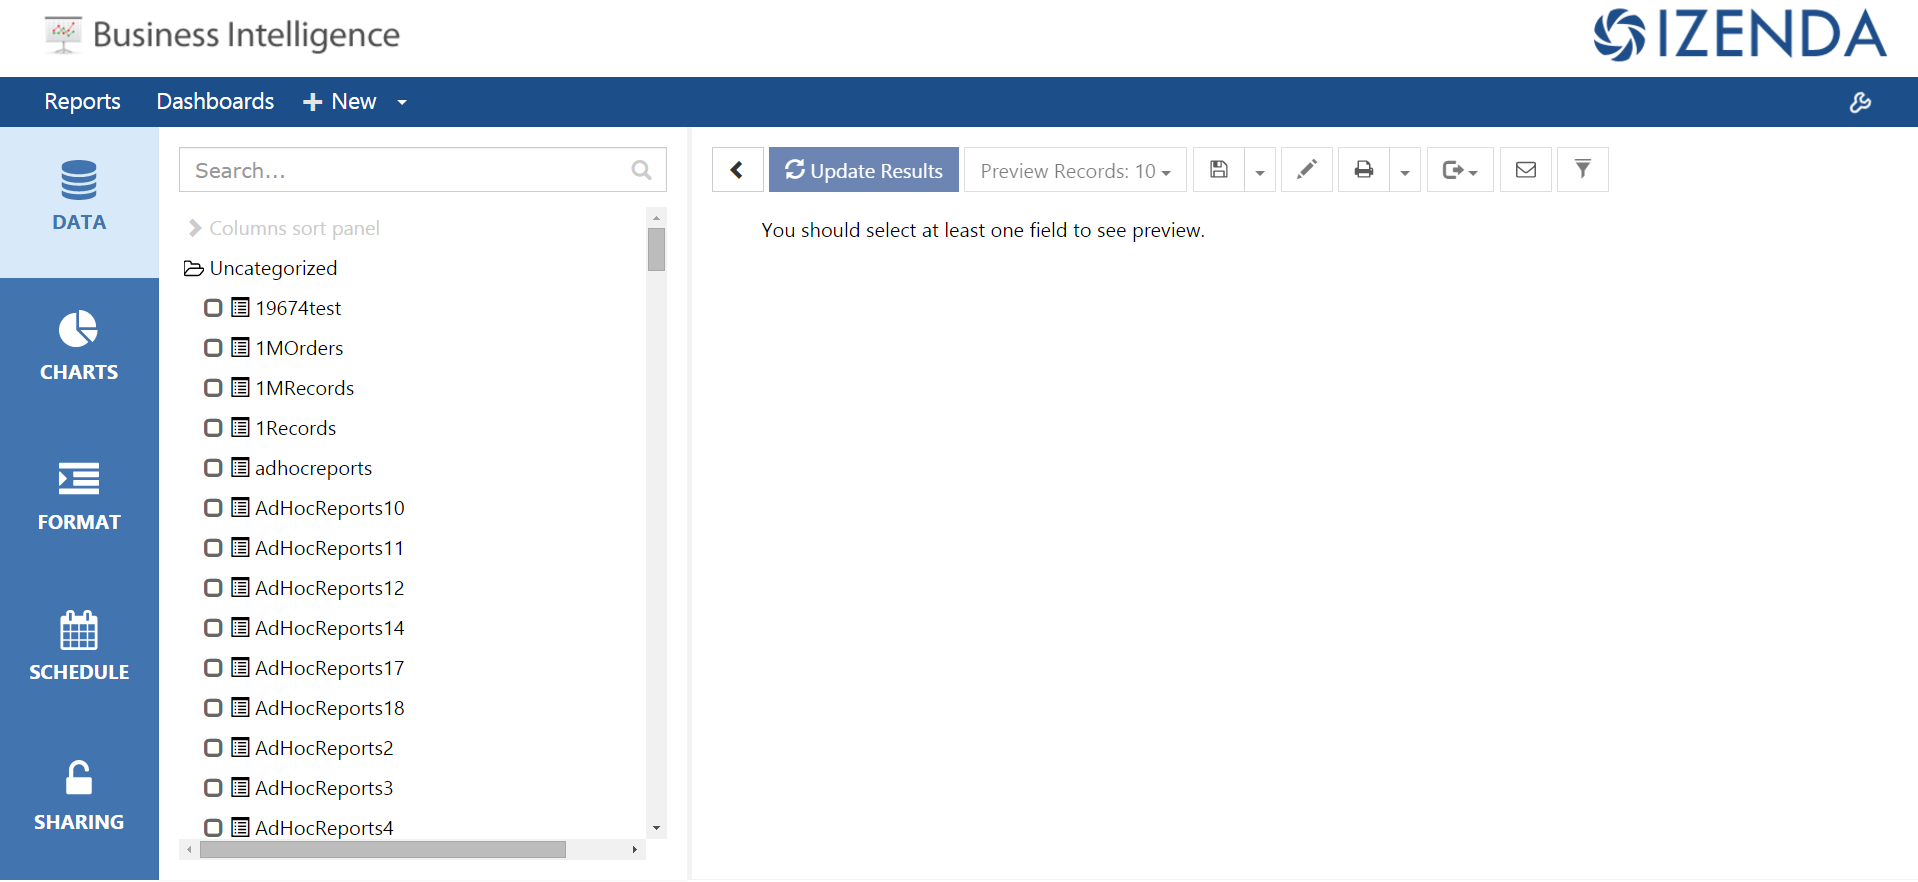 Business Intelligence
IZENDA
Reports Dashboards New
DATA
CHARTS
FORMAT
SCHEDULE
SHARING
Search...
Columns sort panel
Uncategorized
19674test
1MOrders
1MRecords
1Records
adhocreports
AdHocReports10
AdHocReports11
AdHocReports12
AdHocReports14
AdHocReports17
AdHocReports18
AdHocReports2
AdHocReports3
AdHocReports4
Update Results Preview Records: 10
You should select at least one field to see preview.